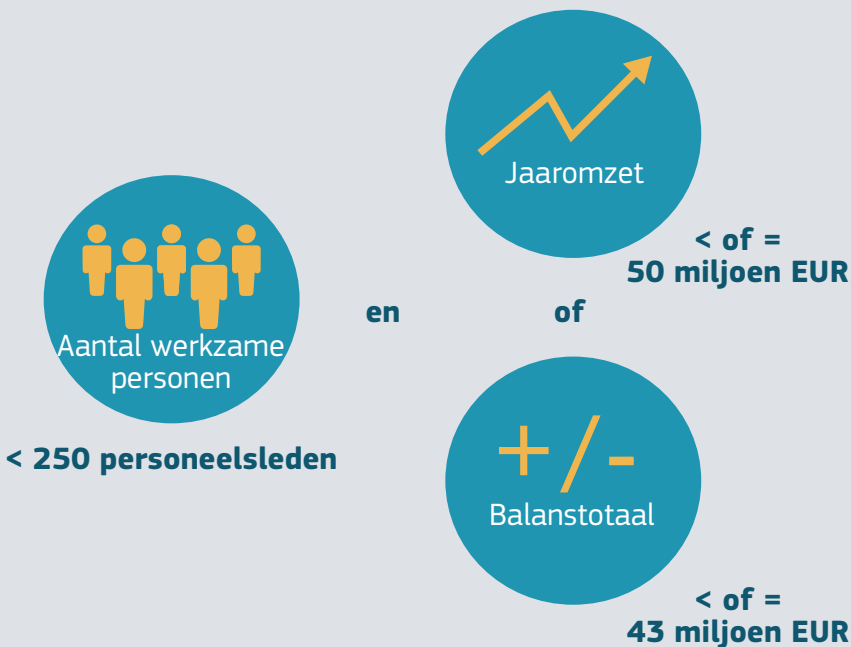 Aantal werkzame
personen
< 250 personeelsleden
en
Jaaromzet
< of =
50 miljoen EUR
of
+/-
Balanstotaal
< of =
43 miljoen EUR